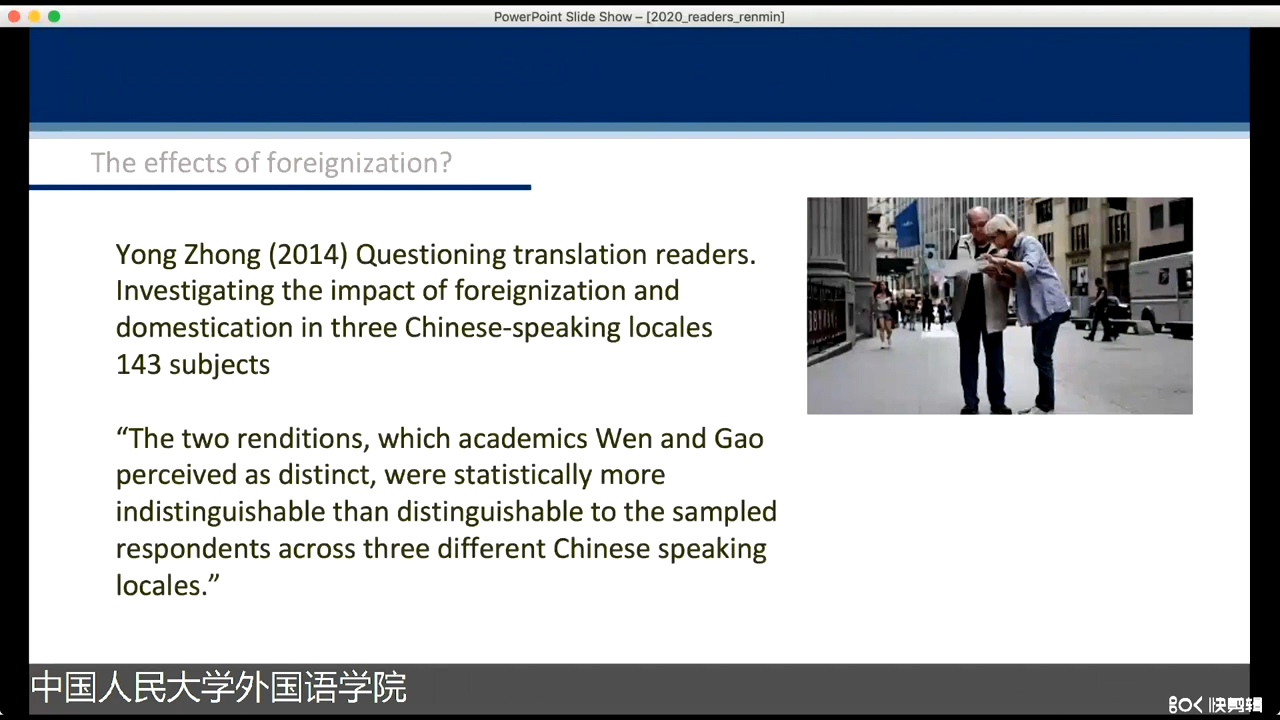 PowerPoint Slide Show – [2020_readers_renmin]
The effects of foreignization?
Yong Zhong (2014) Questioning translation readers.
Investigating the impact of foreignization and
domestication in three Chinese-speaking locales
143 subjects
“The two renditions, which academics Wen and Gao
perceived as distinct, were statistically more
indistinguishable than distinguishable to the sampled
respondents across three different Chinese speaking
locales.”
中国人民大学外国语学院
快剪辑